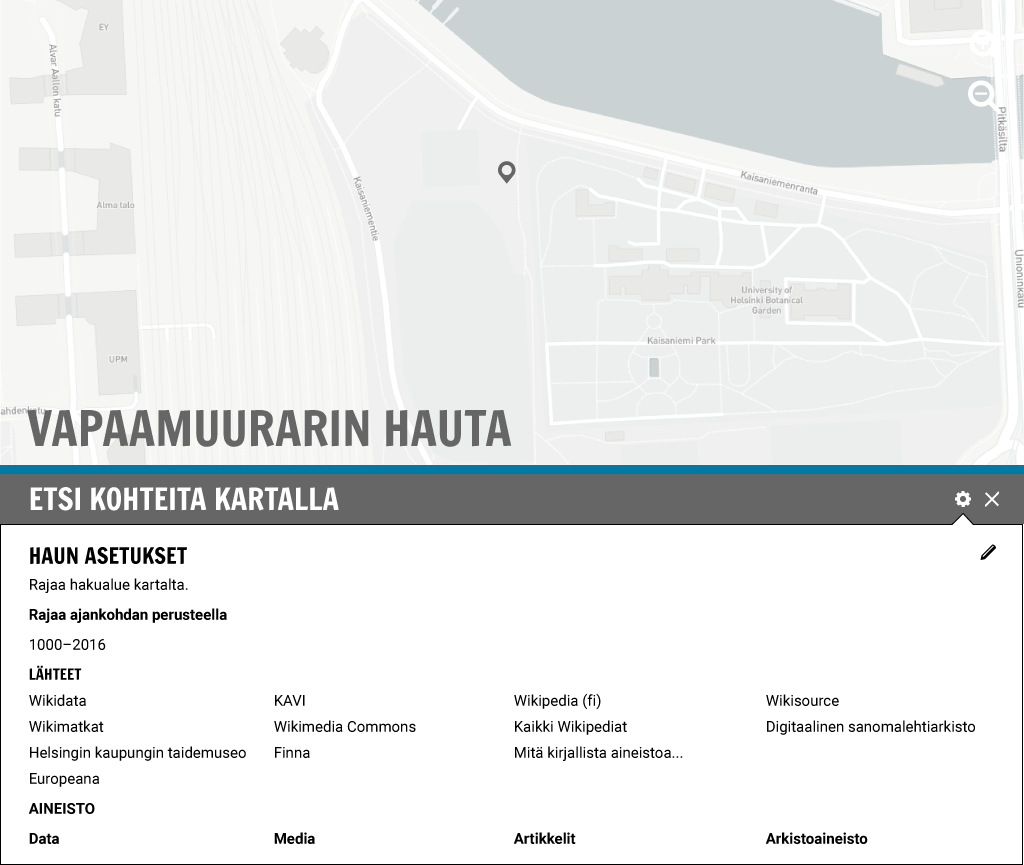 EY
Alvar Aallon katu
Pitkäsilta
Kaisaniemenranta
Kaisaniementie
Alma talo
Unioninkatu
University of
Helsinki Botanical
Garden
Kaisaniemi Park
UPM
ahdenkatu
VAPAAMUURARIN HAUTA
ETSI KOHTEITA KARTALLA
HAUN ASETUKSET
Rajaa hakualue kartalta.
Rajaa ajankohdan perusteella
1000–2016
LÄHTEET
Wikidata KAVI Wikipedia (fi) Wikisource
Wikimatkat Wikimedia Commons Kaikki Wikipediat Digitaalinen sanomalehtiarkisto
Helsingin kaupungin taidemuseo Finna Mitä kirjallista aineistoa...
Europeana
AINEISTO
Data Media Artikkelit Arkistoaineisto